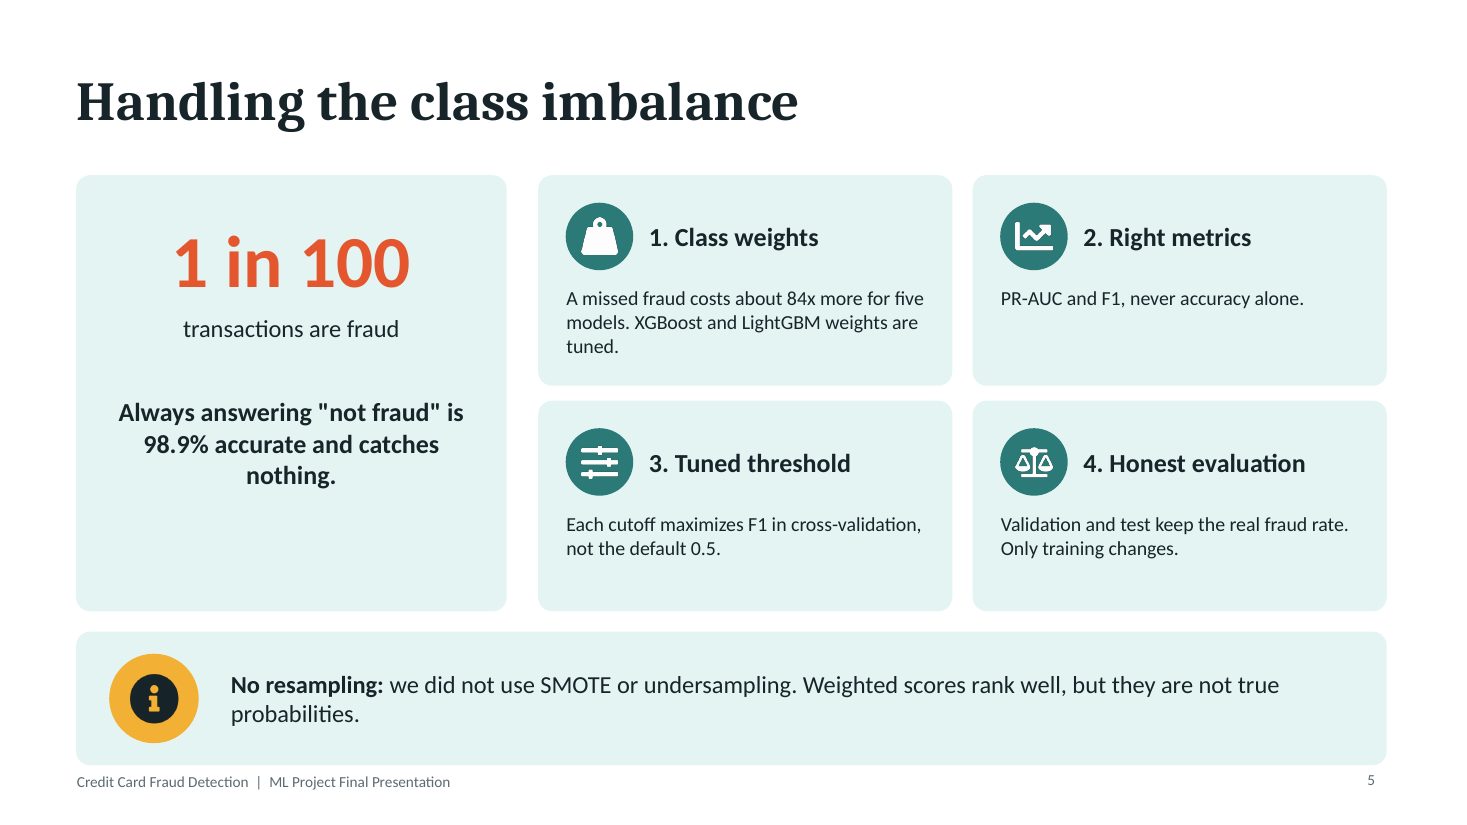 Handling the class imbalance
1 in 100
transactions are fraud
Always answering "not fraud" is
98.9% accurate and catches
nothing.
1. Class weights
A missed fraud costs about 84x more for five
models. XGBoost and LightGBM weights are
tuned.
2. Right metrics
PR-AUC and F1, never accuracy alone.
3. Tuned threshold
Each cutoff maximizes F1 in cross-validation,
not the default 0.5.
4. Honest evaluation
Validation and test keep the real fraud rate.
Only training changes.
No resampling: we did not use SMOTE or undersampling. Weighted scores rank well, but they are not true
probabilities.
Credit Card Fraud Detection | ML Project Final Presentation
5